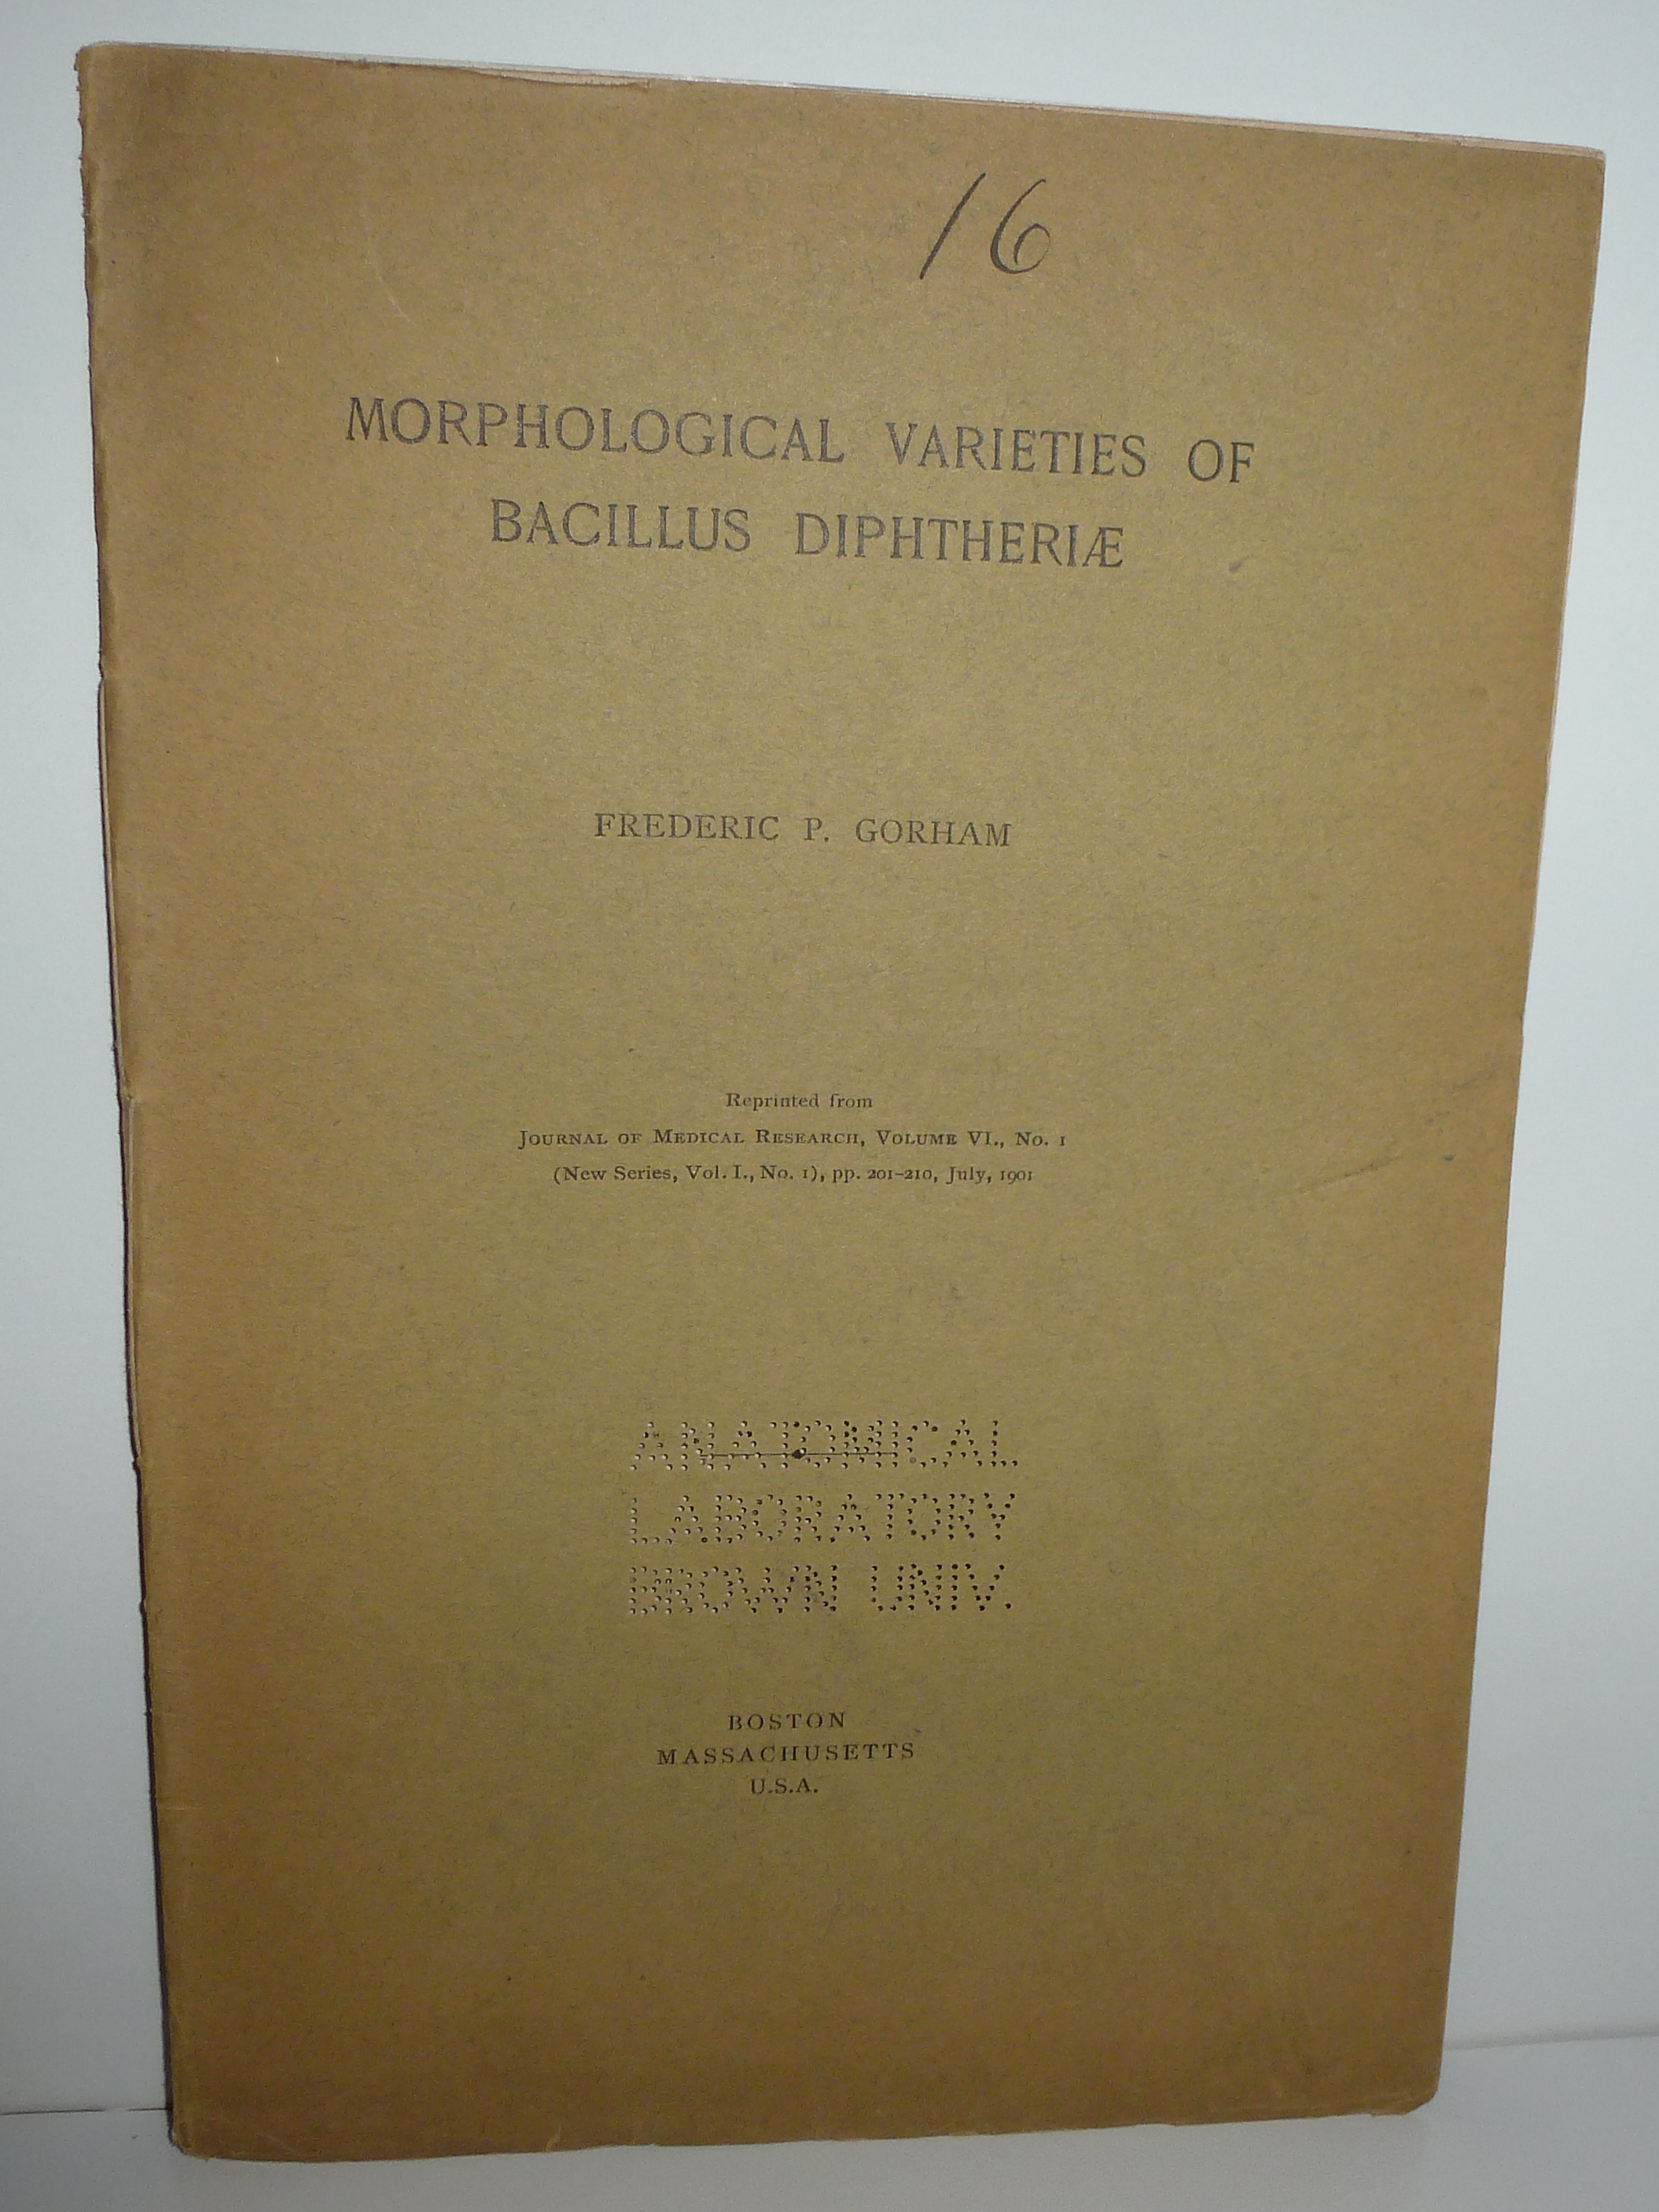 16
MORPHOLOGICAL VARIETIES OF
BACILLUS DIPHTHERIÆ
FREDERIC P. GORHAM
Reprinted from
JOURNAL OF MEDICAL RESEARCH, VOLUME VI., No. 1
(New Series, Vol. I., No. 1), pp. 201-210, July, 1901
ANATOMICAL
LABORATORY
BROWN UNIV.
BOSTON
MASSACHUSETTS
U.S.A.